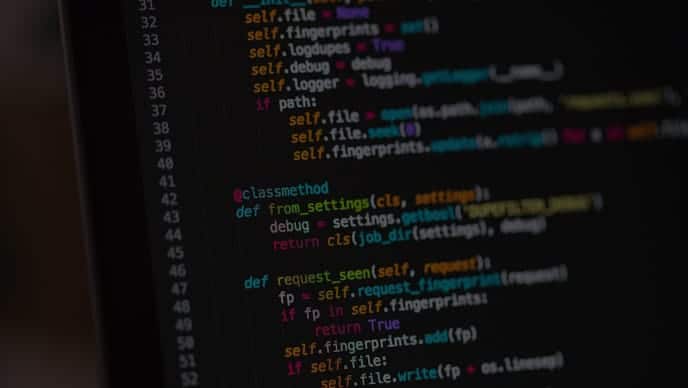 31 def __init__(self,
32 self.file = None
33 self.fingerprints = set()
34 self.logdupes = True
35 self.debug = debug
36 self.logger = logging.getLogger(__name__)
37 if path:
38 self.file = open(os.path.join(path, 'requests.seen'),
39 self.file.seek(0)
40 self.fingerprints.update(x.rstrip() for x in self.file)
41
42 @classmethod
43 def from_settings(cls, settings):
44 debug = settings.getbool('DUPEFILTER_DEBUG')
45 return cls(job_dir(settings), debug)
46
47 def request_seen(self, request):
48 fp = self.request_fingerprint(request)
49 if fp in self.fingerprints:
50 return True
51 self.fingerprints.add(fp)
52 if self.file:
self.file.write(fp + os.linesep)